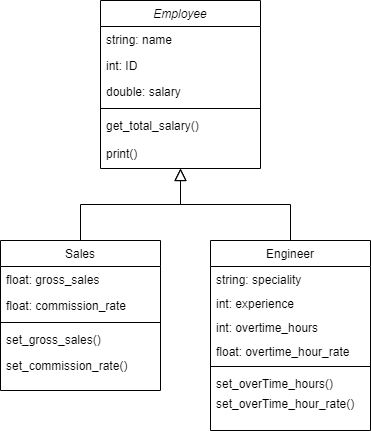 Employee
string: name
int: ID
double: salary
get_total_salary()
print()
Sales
float: gross_sales
float: commission_rate
set_gross_sales()
set_commission_rate()
Engineer
string: speciality
int: experience
int: overtime_hours
float: overtime_hour_rate
set_overTime_hours()
set_overTime_hour_rate()